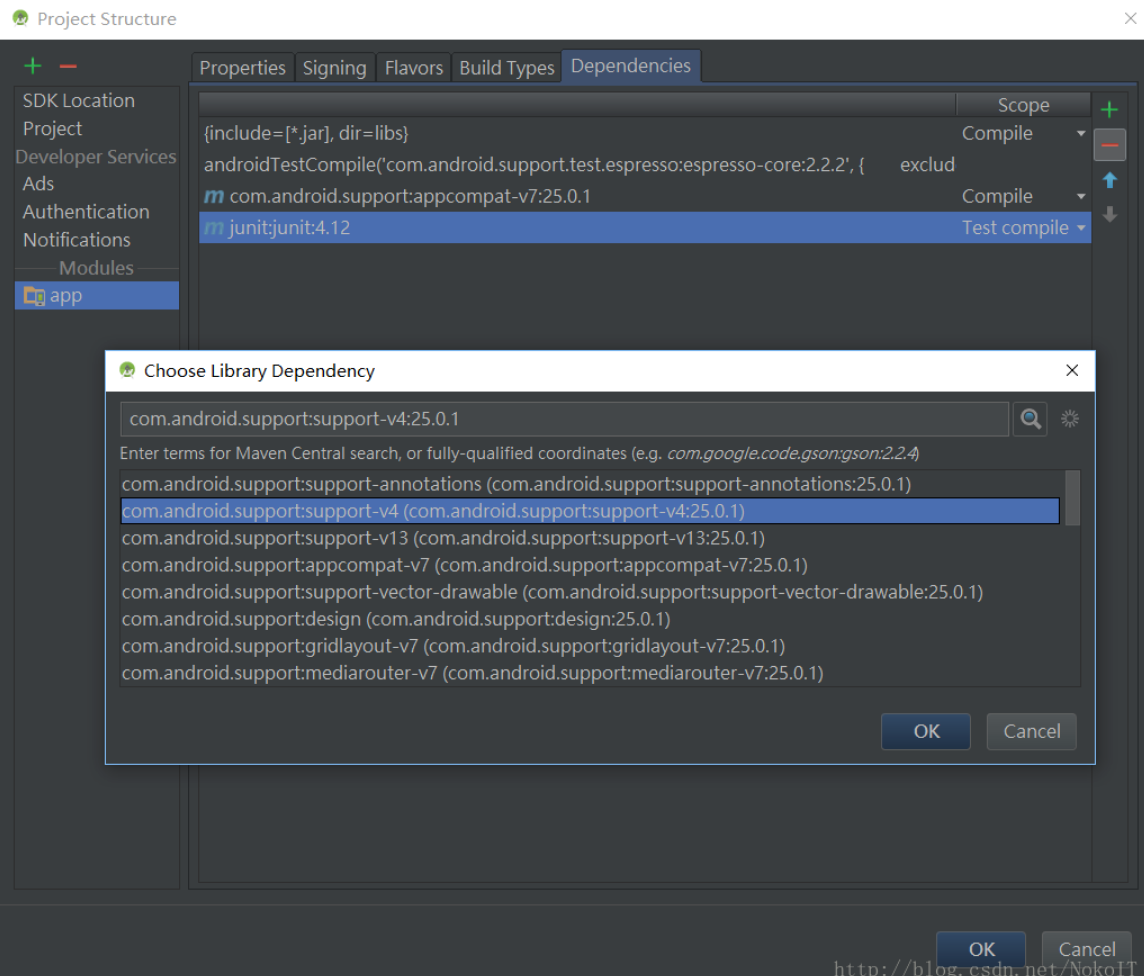 Project Structure
Properties Signing Flavors Build Types Dependencies
SDK Location
Project
Developer Services
Ads
Authentication
Notifications
Modules
app
Scope
{include=[*.jar], dir=libs} Compile
androidTestCompile('com.android.support.test.espresso:espresso-core:2.2.2', { exclud
m com.android.support:appcompat-v7:25.0.1 Compile
m junit:junit:4.12 Test compile
Choose Library Dependency
com.android.support:support-v4:25.0.1
Enter terms for Maven Central search, or fully-qualified coordinates (e.g. com.google.code.gson:gson:2.2.4)
com.android.support:support-annotations (com.android.support:support-annotations:25.0.1)
com.android.support:support-v4 (com.android.support:support-v4:25.0.1)
com.android.support:support-v13 (com.android.support:support-v13:25.0.1)
com.android.support:appcompat-v7 (com.android.support:appcompat-v7:25.0.1)
com.android.support:support-vector-drawable (com.android.support:support-vector-drawable:25.0.1)
com.android.support:design (com.android.support:design:25.0.1)
com.android.support:gridlayout-v7 (com.android.support:gridlayout-v7:25.0.1)
com.android.support:mediarouter-v7 (com.android.support:mediarouter-v7:25.0.1)
OK Cancel
OK Cancel
http://blog.csdn.net/NokoIT